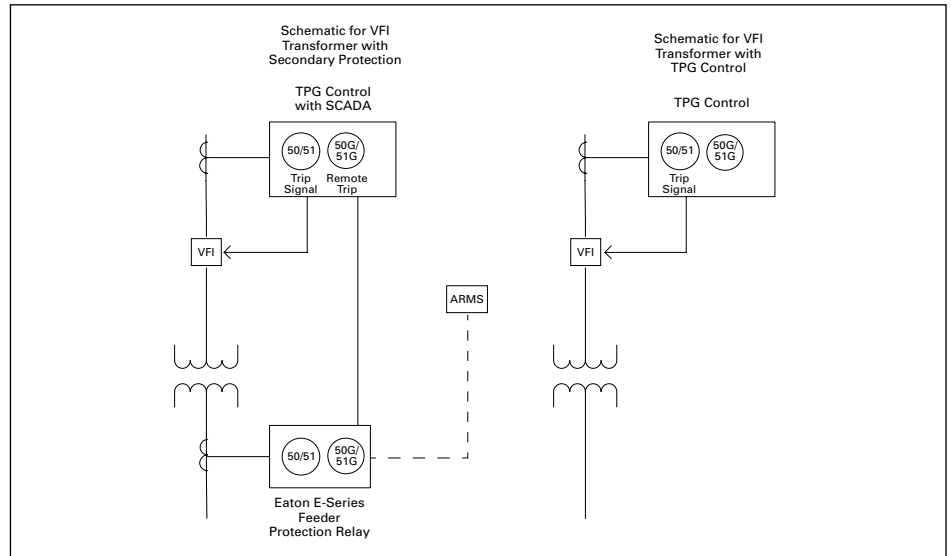 Schematic for VFI
Transformer with
Secondary Protection
TPG Control
with SCADA
50/51
50G/
51G
Trip
Signal
Remote
Trip
VFI
ARMS
50/51
50G/
51G
Eaton E-Series
Feeder
Protection Relay
Schematic for VFI
Transformer with
TPG Control
TPG Control
50/51
50G/
51G
Trip
Signal
VFI